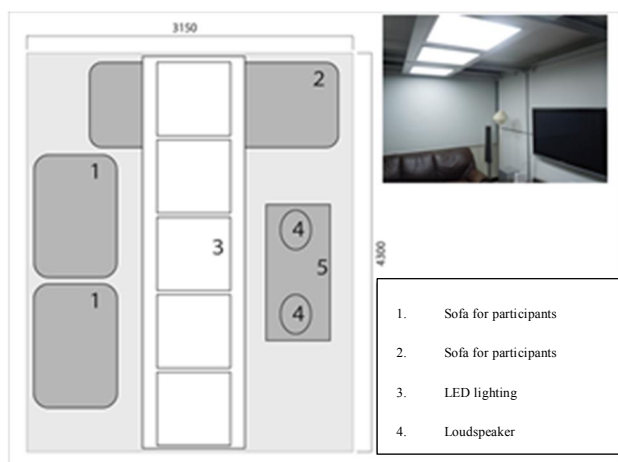 3150
2
1
4
3
5
4300
1
4
1. Sofa for participants
2. Sofa for participants
3. LED lighting
4. Loudspeaker